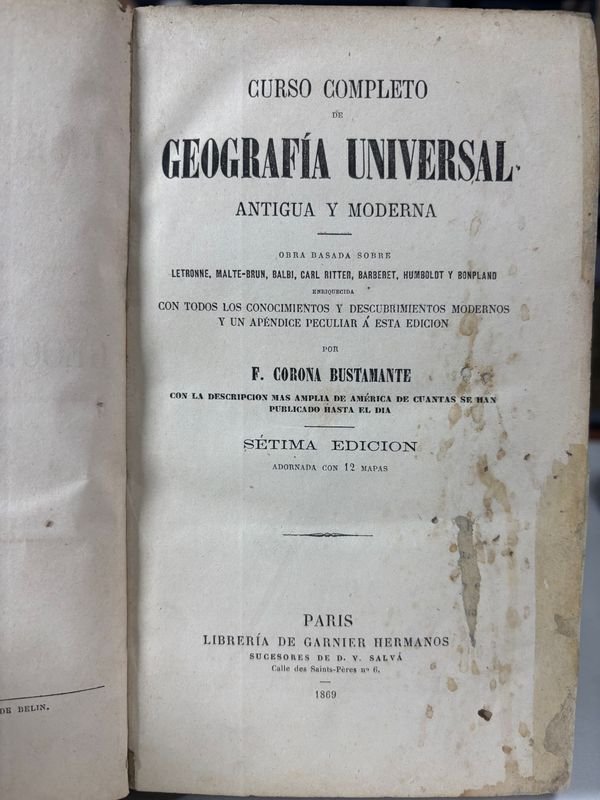 CURSO COMPLETO
DE
GEOGRAFÍA UNIVERSAL
ANTIGUA Y MODERNA
OBRA BASADA SOBRE
LETRONNE, MALTE-BRUN, BALBI, CARL RITTER, BARBERET, HUMBOLDT Y BONPLAND
ENRIQUECIDA
CON TODOS LOS CONOCIMIENTOS Y DESCUBRIMIENTOS MODERNOS
Y UN APÉNDICE PECULIAR Á ESTA EDICION
POR
F. CORONA BUSTAMANTE
CON LA DESCRIPCION MAS AMPLIA DE AMÉRICA DE CUANTAS SE HAN
PUBLICADO HASTA EL DIA
SÉTIMA EDICION
ADORNADA CON 12 MAPAS
PARIS
LIBRERÍA DE GARNIER HERMANOS
SUCESORES DE D. V. SALVÁ
Calle des Saints-Pères nº 6.
1869
DE BELIN.